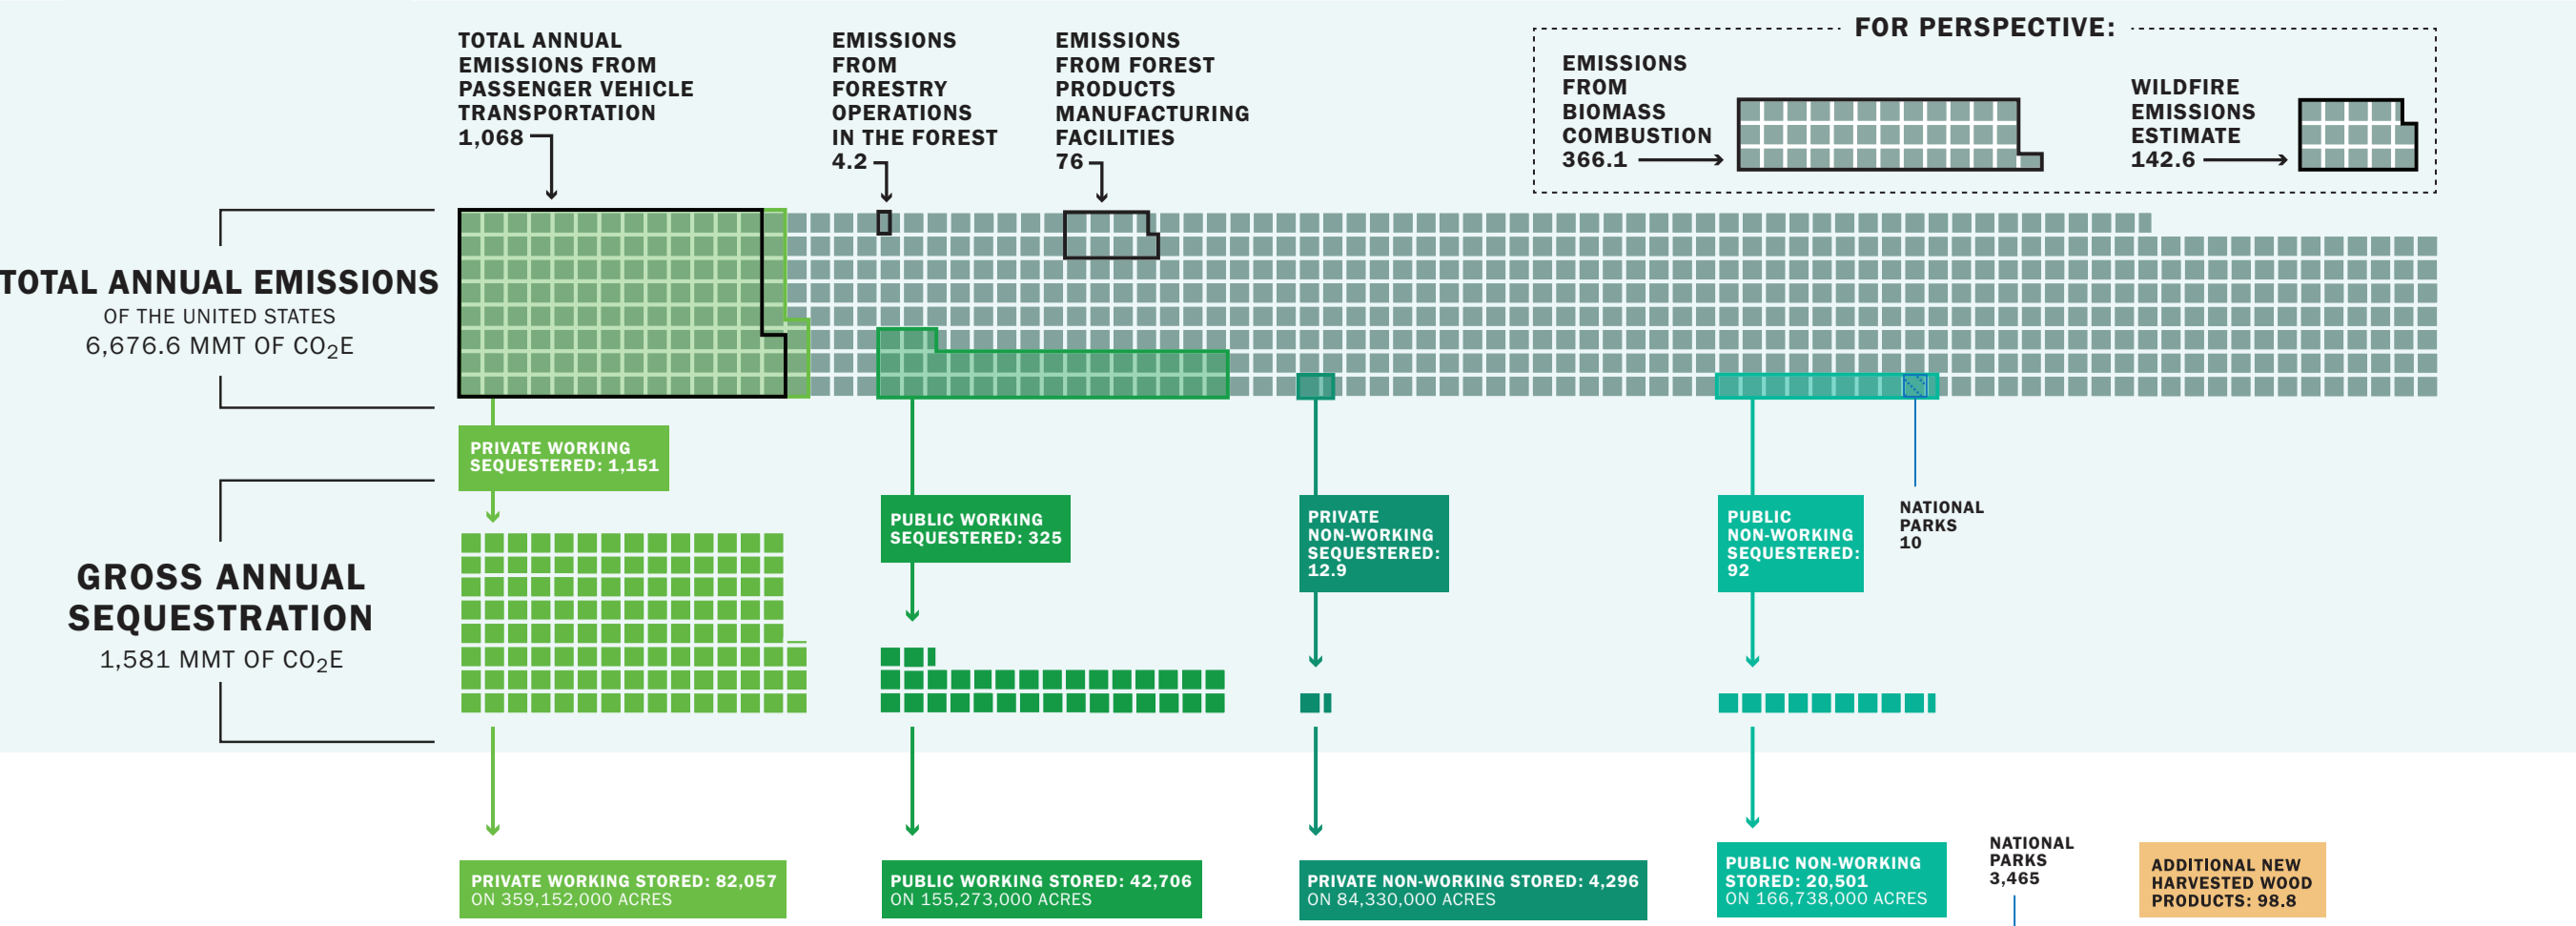 TOTAL ANNUAL
EMISSIONS FROM
PASSENGER VEHICLE
TRANSPORTATION
1,068
EMISSIONS
FROM
FORESTRY
OPERATIONS
IN THE FOREST
4.2
EMISSIONS
FROM FOREST
PRODUCTS
MANUFACTURING
FACILITIES
76
FOR PERSPECTIVE:
EMISSIONS
FROM
BIOMASS
COMBUSTION
366.1
WILDFIRE
EMISSIONS
ESTIMATE
142.6
TOTAL ANNUAL EMISSIONS
OF THE UNITED STATES
6,676.6 MMT OF CO₂E
PRIVATE WORKING
SEQUESTERED: 1,151
PUBLIC WORKING
SEQUESTERED: 325
PRIVATE
NON-WORKING
SEQUESTERED:
12.9
PUBLIC
NON-WORKING
SEQUESTERED:
92
NATIONAL
PARKS
10
GROSS ANNUAL
SEQUESTRATION
1,581 MMT OF CO₂E
PRIVATE WORKING STORED: 82,057
ON 359,152,000 ACRES
PUBLIC WORKING STORED: 42,706
ON 155,273,000 ACRES
PRIVATE NON-WORKING STORED: 4,296
ON 84,330,000 ACRES
PUBLIC NON-WORKING
STORED: 20,501
ON 166,738,000 ACRES
NATIONAL
PARKS
3,465
ADDITIONAL NEW
HARVESTED WOOD
PRODUCTS: 98.8